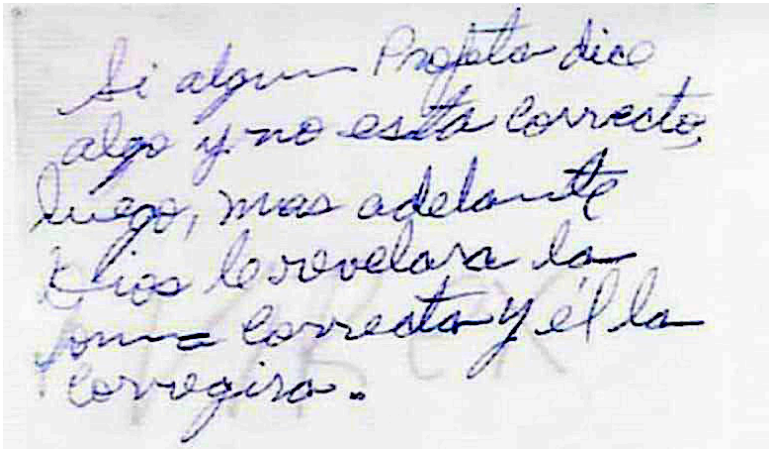 Si algun Profeta dice
algo y no esta correcto,
luego, mas adelante
Dios le revelara la
forma correcta y él la
corregira.